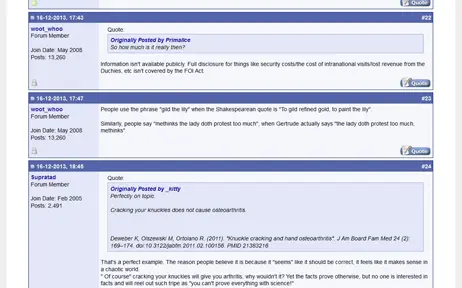 Quote
16-12-2013, 17:43 #22
woot_whoo
Forum Member
Join Date: May 2008
Posts: 13,260
Quote:
Originally Posted by Primalice
So how much is it really then?
Information isn't available publicly. Full disclosure for things like security costs/the cost of intranational visits/lost revenue from the
Duchies, etc. isn't covered by the FOI Act.
Quote
16-12-2013, 17:47 #23
woot_whoo
Forum Member
Join Date: May 2008
Posts: 13,260
People use the phrase "gild the lily" when the Shakespearean quote is "To gild refined gold, to paint the lily".
Similarly, people say "methinks the lady doth protest too much", when Gertrude actually says "the lady doth protest too much,
methinks".
Quote
16-12-2013, 18:45 #24
Supratad
Forum Member
Join Date: Feb 2005
Posts: 2,491
Quote:
Originally Posted by _kitty
Perfectly on topic.
Cracking your knuckles does not cause osteoarthritis.
Deweber K, Olszewski M, Ortolano R. (2011). "Knuckle cracking and hand osteoarthritis". J Am Board Fam Med 24 (2):
169–174. doi:10.3122/jabfm.2011.02.100156. PMID 21383216
That's a perfect example. The reason people believe it is because it "seems" like it should be correct, it feels like it makes sense in
a chaotic world.
" Of course" cracking your knuckles will give you arthritis, why wouldn't it? Yet the facts prove otherwise, but no one is interested in
facts and will reel out such tripe as "you can't prove everything with science!"